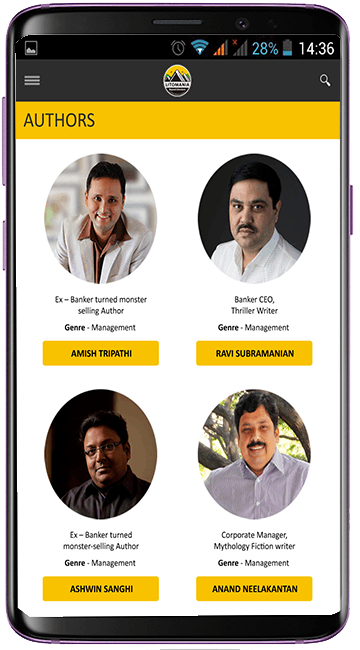 28% 14:36
LITOMANIA
AUTHORS
Ex – Banker turned monster
selling Author
Genre - Management
AMISH TRIPATHI
Banker CEO,
Thriller Writer
Genre - Management
RAVI SUBRAMANIAN
Ex – Banker turned
monster-selling Author
Genre - Management
ASHWIN SANGHI
Corporate Manager,
Mythology Fiction writer
Genre - Management
ANAND NEELAKANTAN